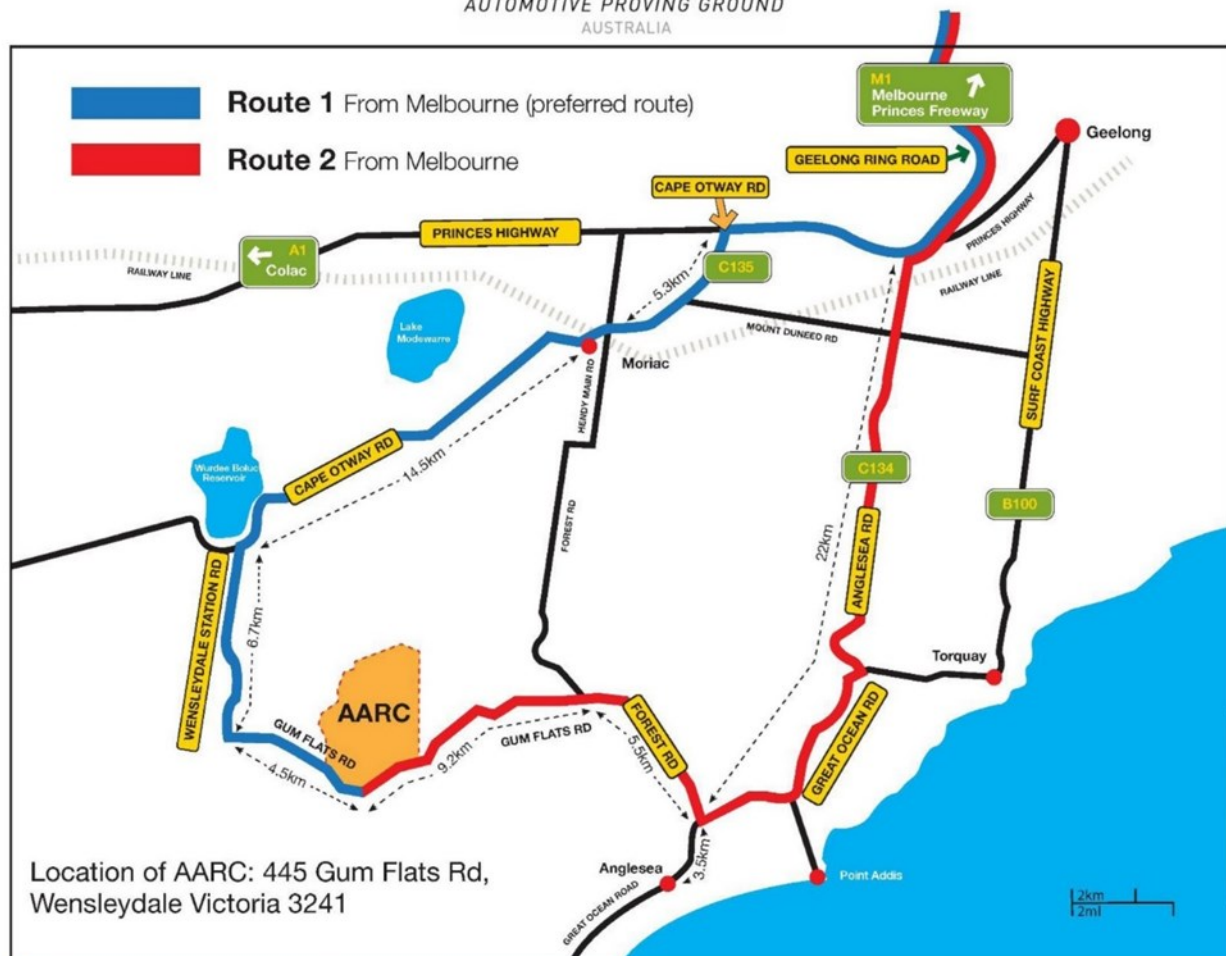 AUTOMOTIVE PROVING GROUND
AUSTRALIA
Route 1 From Melbourne (preferred route)
Route 2 From Melbourne
M1
Melbourne
Princes Freeway
GEELONG RING ROAD
Geelong
CAPE OTWAY RD
PRINCES HIGHWAY
PRINCES HIGHWAY
A1
Colac
RAILWAY LINE
C135
RAILWAY LINE
5.3km
Lake
Modewarre
MOUNT DUNEED RD
Moriac
HENDY MAIN RD
SURF COAST HIGHWAY
CAPE OTWAY RD
14.5km
Wurdee Boluc
Reservoir
C134
B100
FOREST RD
22km
ANGLESEA RD
WENSLEYDALE STATION RD
6.7km
Torquay
AARC
GUM FLATS RD
GUM FLATS RD
FOREST RD
GREAT OCEAN RD
4.5km
9.2km
5.5km
3.5km
Anglesea
Point Addis
GREAT OCEAN ROAD
Location of AARC: 445 Gum Flats Rd,
Wensleydale Victoria 3241
2km
2ml